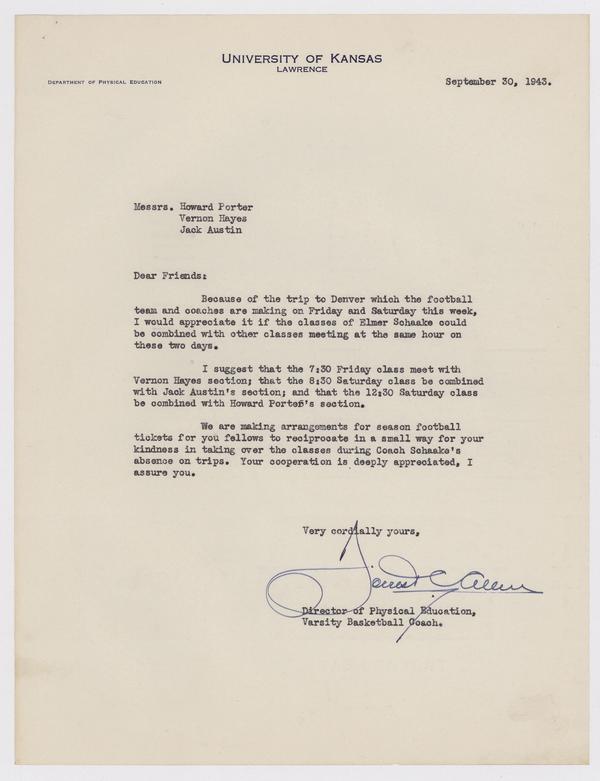 University of Kansas
Lawrence
Department of Physical Education
September 30, 1943.
Messrs. Howard Porter
Vernon Hayes
Jack Austin
Dear Friends:
Because of the trip to Denver which the football
team and coaches are making on Friday and Saturday this week,
I would appreciate it if the classes of Elmer Schaake could
be combined with other classes meeting at the same hour on
these two days.
I suggest that the 7:30 Friday class meet with
Vernon Hayes section; that the 8:30 Saturday class be combined
with Jack Austin's section; and that the 12:30 Saturday class
be combined with Howard Porter's section.
We are making arrangements for season football
tickets for you fellows to reciprocate in a small way for your
kindness in taking over the classes during Coach Schaake's
absence on trips. Your cooperation is deeply appreciated, I
assure you.
Very cordially yours,
Forrest C. Allen
Director of Physical Education,
Varsity Basketball Coach.